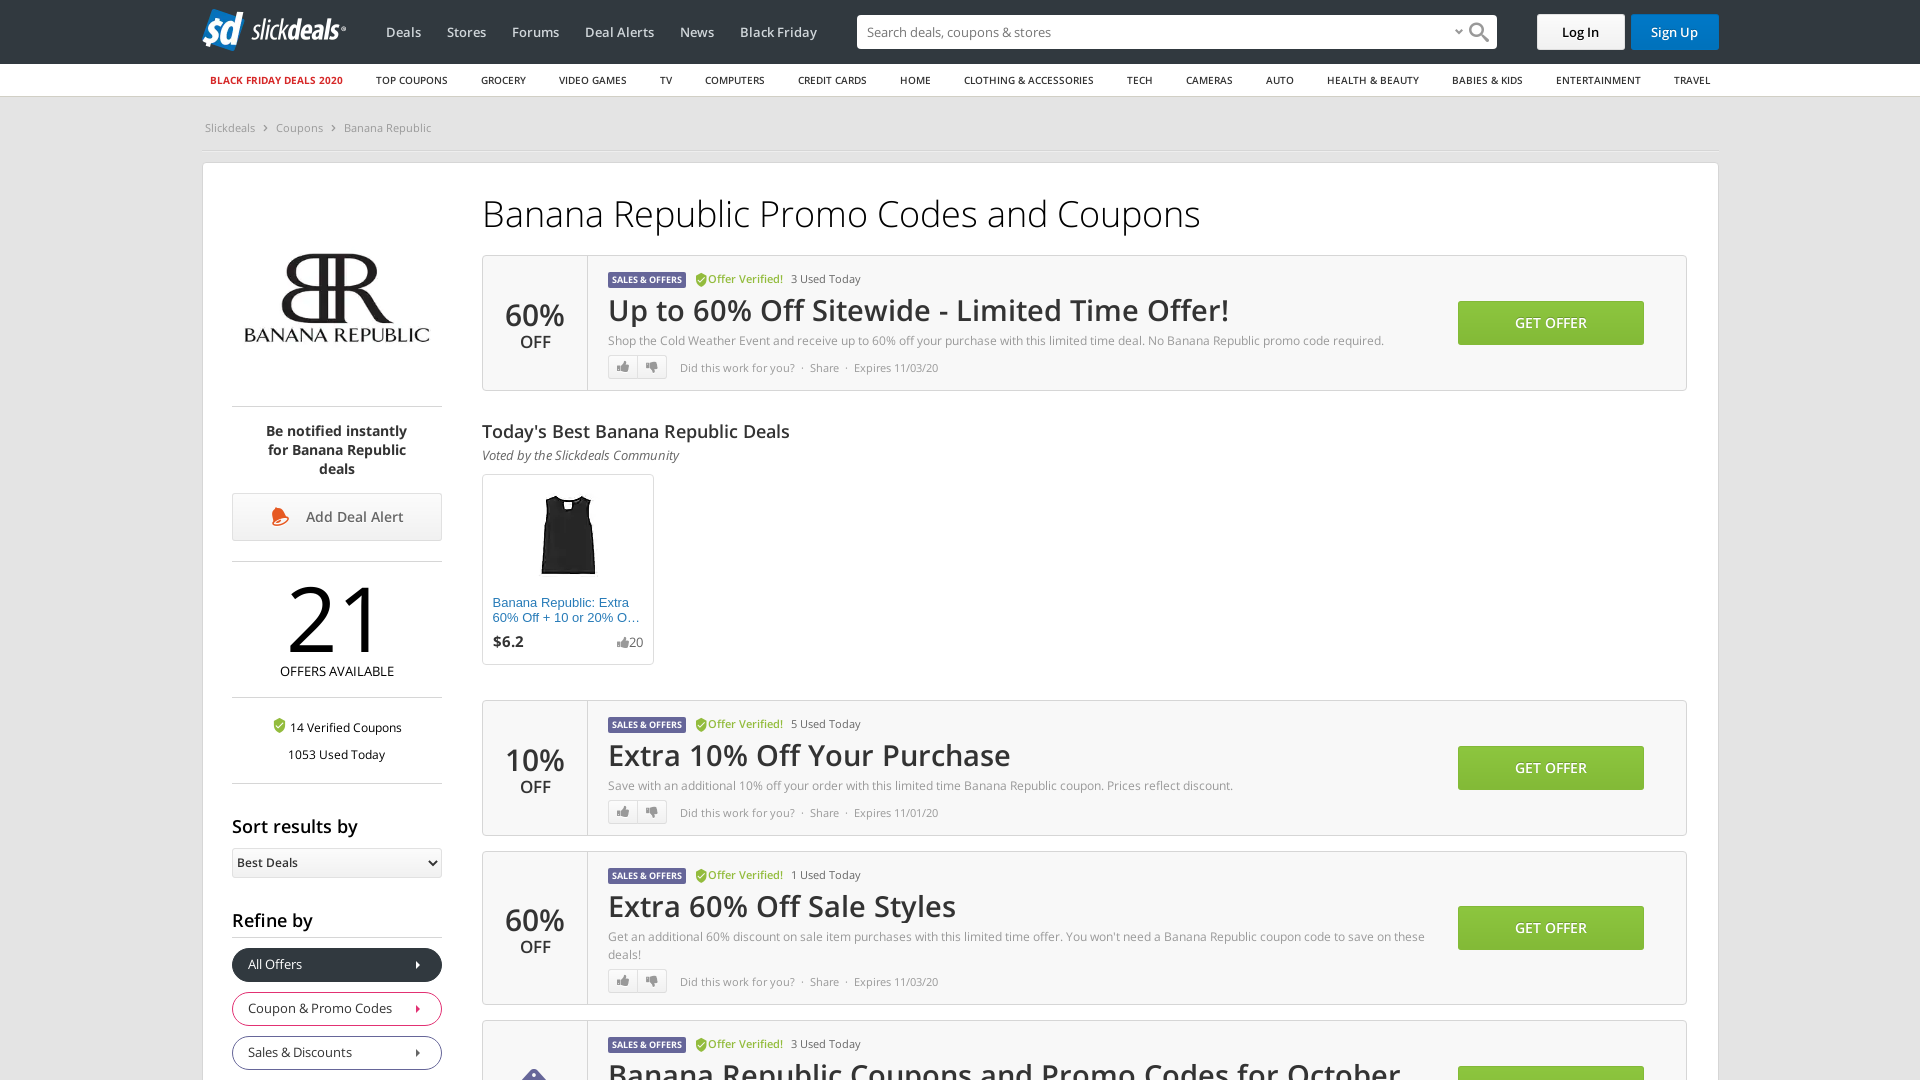 sd slickdeals®
Deals
Stores
Forums
Deal Alerts
News
Black Friday
Search deals, coupons & stores
Log In
Sign Up
BLACK FRIDAY DEALS 2020
TOP COUPONS
GROCERY
VIDEO GAMES
TV
COMPUTERS
CREDIT CARDS
HOME
CLOTHING & ACCESSORIES
TECH
CAMERAS
AUTO
HEALTH & BEAUTY
BABIES & KIDS
ENTERTAINMENT
TRAVEL
Slickdeals > Coupons > Banana Republic
BR
BANANA REPUBLIC
Be notified instantly
for Banana Republic
deals
Add Deal Alert
21
OFFERS AVAILABLE
14 Verified Coupons
1053 Used Today
Sort results by
Best Deals
Refine by
All Offers
Coupon & Promo Codes
Sales & Discounts
Banana Republic Promo Codes and Coupons
60%
OFF
SALES & OFFERS Offer Verified! 3 Used Today
Up to 60% Off Sitewide - Limited Time Offer!
Shop the Cold Weather Event and receive up to 60% off your purchase with this limited time deal. No Banana Republic promo code required.
Did this work for you? · Share · Expires 11/03/20
GET OFFER
Today's Best Banana Republic Deals
Voted by the Slickdeals Community
Banana Republic: Extra
60% Off + 10 or 20% O…
$6.2
20
10%
OFF
SALES & OFFERS Offer Verified! 5 Used Today
Extra 10% Off Your Purchase
Save with an additional 10% off your order with this limited time Banana Republic coupon. Prices reflect discount.
Did this work for you? · Share · Expires 11/01/20
GET OFFER
60%
OFF
SALES & OFFERS Offer Verified! 1 Used Today
Extra 60% Off Sale Styles
Get an additional 60% discount on sale item purchases with this limited time offer. You won't need a Banana Republic coupon code to save on these
deals!
Did this work for you? · Share · Expires 11/03/20
GET OFFER
SALES & OFFERS Offer Verified! 3 Used Today
Banana Republic Coupons and Promo Codes for October